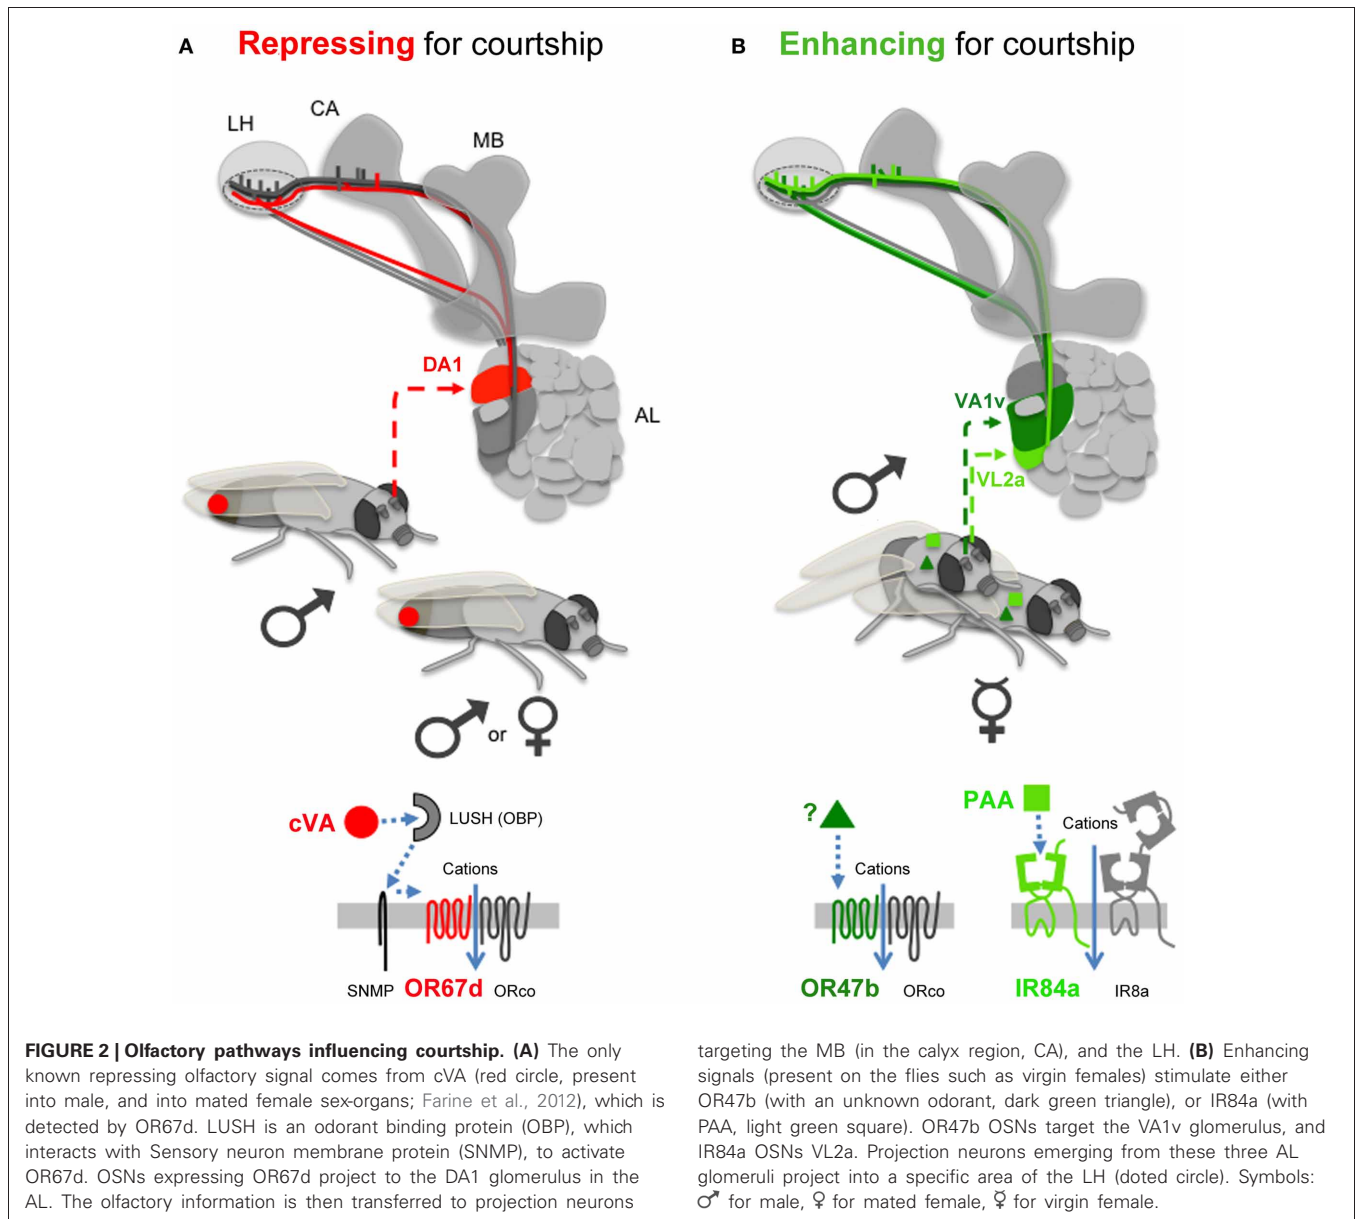 A Repressing for courtship
LH
CA
MB
DA1
AL
or
cVA
LUSH (OBP)
Cations
SNMP OR67d ORco
B Enhancing for courtship
VA1v
VL2a
?
Cations
OR47b ORco
PAA
Cations
IR84a IR8a
FIGURE 2 | Olfactory pathways influencing courtship. (A) The only
known repressing olfactory signal comes from cVA (red circle, present
into male, and into mated female sex-organs; Farine et al., 2012), which is
detected by OR67d. LUSH is an odorant binding protein (OBP), which
interacts with Sensory neuron membrane protein (SNMP), to activate
OR67d. OSNs expressing OR67d project to the DA1 glomerulus in the
AL. The olfactory information is then transferred to projection neurons
targeting the MB (in the calyx region, CA), and the LH. (B) Enhancing
signals (present on the flies such as virgin females) stimulate either
OR47b (with an unknown odorant, dark green triangle), or IR84a (with
PAA, light green square). OR47b OSNs target the VA1v glomerulus, and
IR84a OSNs VL2a. Projection neurons emerging from these three AL
glomeruli project into a specific area of the LH (doted circle). Symbols:
♂ for male, ♀ for mated female, ☿ for virgin female.